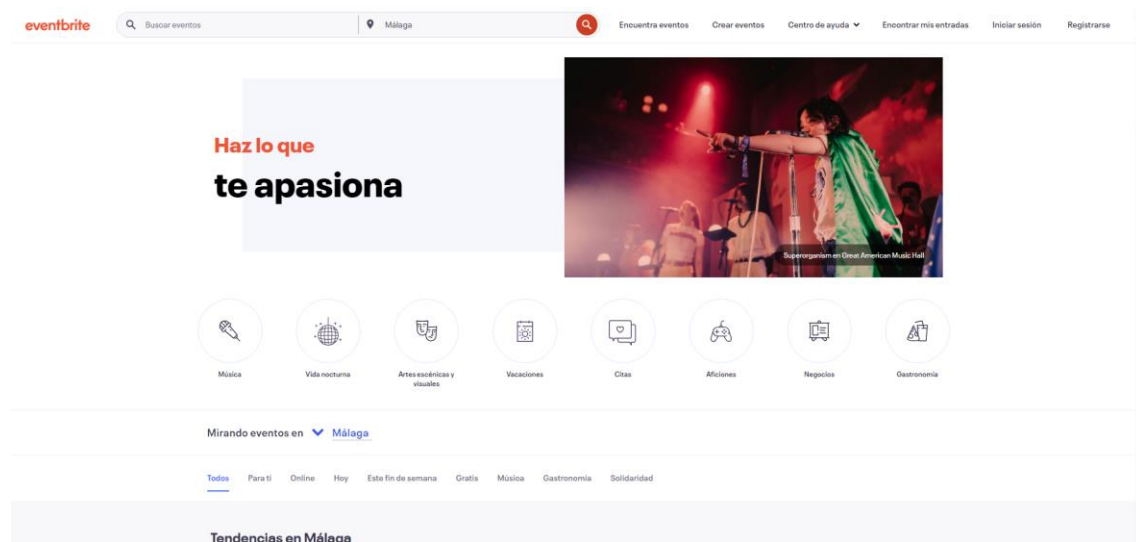 eventbrite
Buscar eventos
Málaga
Encuentra eventos
Crear eventos
Centro de ayuda
Encontrar mis entradas
Iniciar sesión
Registrarse
Haz lo que
te apasiona
Superorganism en Great American Music Hall
Música
Vida nocturna
Artes escénicas y
visuales
Vacaciones
Citas
Aficiones
Negocios
Gastronomía
Mirando eventos en Málaga
Todos
Para ti
Online
Hoy
Este fin de semana
Gratis
Música
Gastronomía
Solidaridad
Tendencias en Málaga